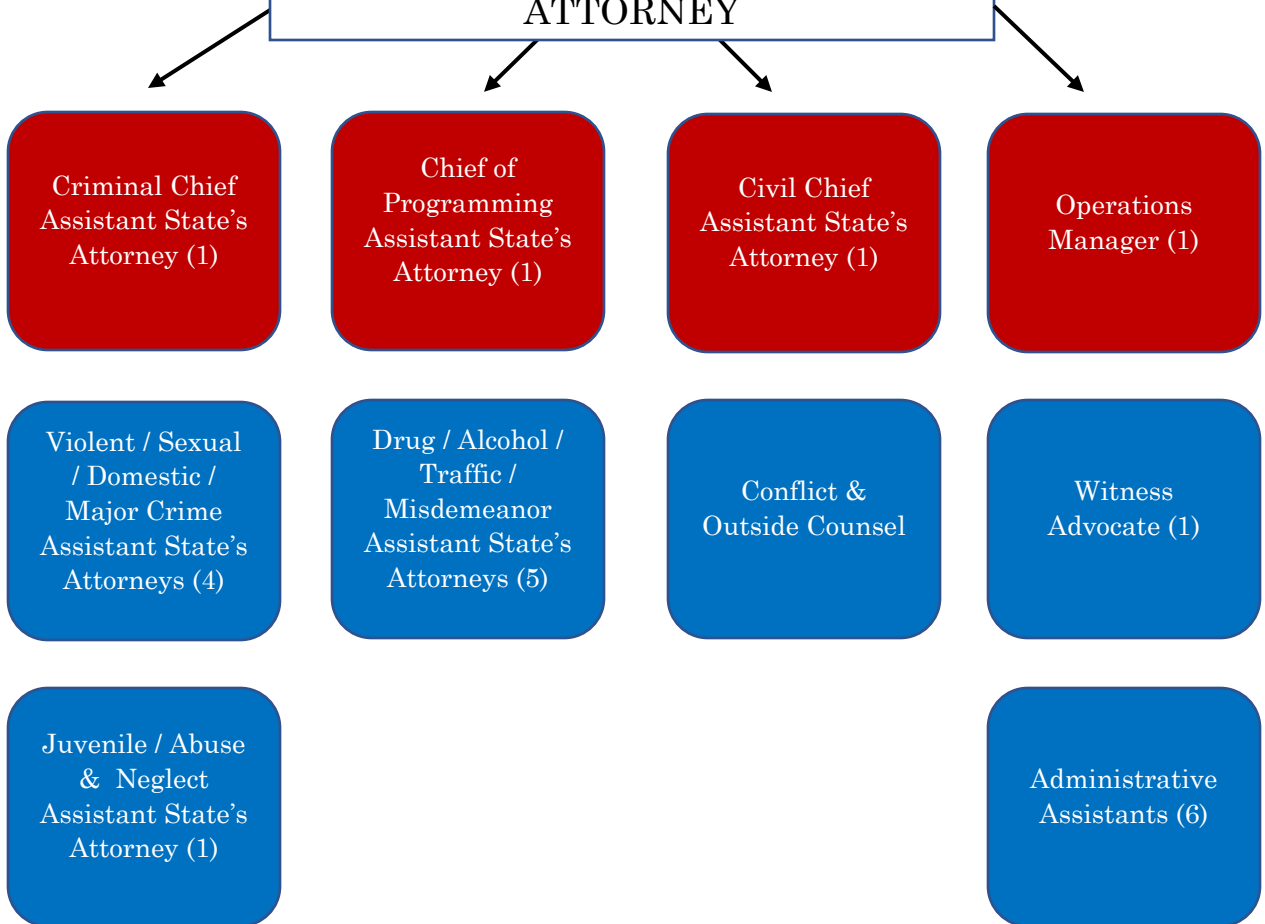 ATTORNEY
Criminal Chief
Assistant State’s
Attorney (1)
Chief of
Programming
Assistant State’s
Attorney (1)
Civil Chief
Assistant State’s
Attorney (1)
Operations
Manager (1)
Violent / Sexual
/ Domestic /
Major Crime
Assistant State’s
Attorneys (4)
Drug / Alcohol /
Traffic /
Misdemeanor
Assistant State’s
Attorneys (5)
Conflict &
Outside Counsel
Witness
Advocate (1)
Juvenile / Abuse
& Neglect
Assistant State’s
Attorney (1)
Administrative
Assistants (6)